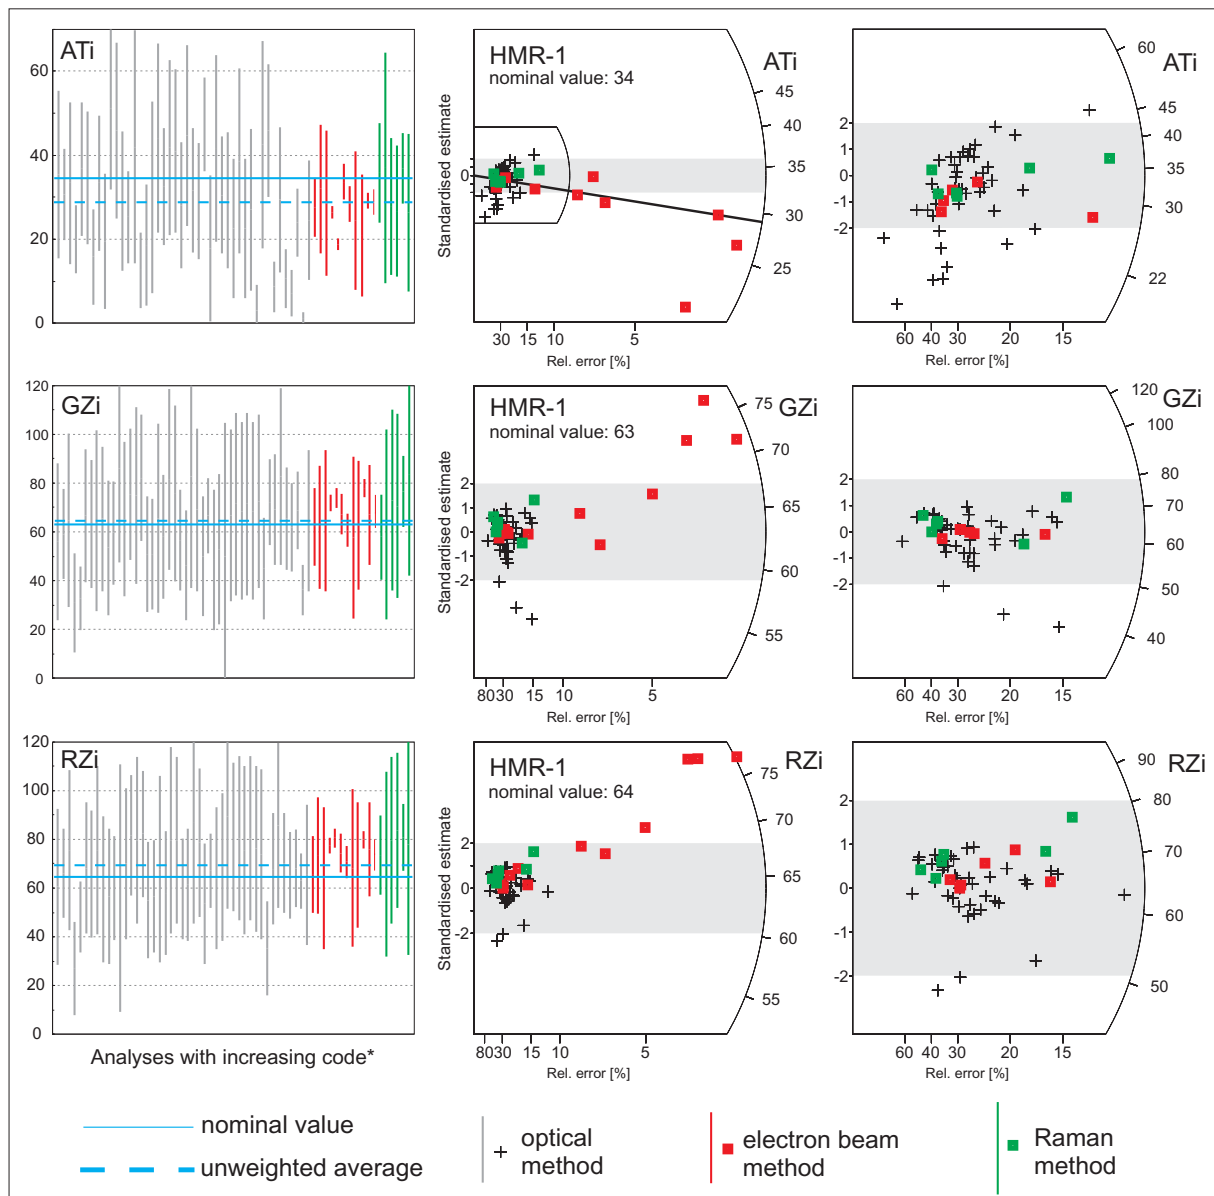 ATi
60
40
20
0
HMR-1
nominal value: 34
ATi
45
40
35
30
25
Standardised estimate
0
30 15 10 5
Rel. error [%]
ATi
60
45
40
35
30
22
2
1
0
-1
-2
60 40 30 20 15
Rel. error [%]
GZi
120
100
80
60
40
20
0
HMR-1
nominal value: 63
GZi
75
70
65
60
55
Standardised estimate
2
1
0
-1
-2
80 30 15 10 5
Rel. error [%]
GZi
120
100
80
70
60
50
40
2
1
0
-1
-2
60 40 30 20 15
Rel. error [%]
RZi
120
100
80
60
40
20
0
Analyses with increasing code*
HMR-1
nominal value: 64
RZi
75
70
65
60
55
Standardised estimate
2
0
-2
80 30 15 10 5
Rel. error [%]
RZi
90
80
70
60
50
2
1
0
-1
-2
60 40 30 20 15
Rel. error [%]
nominal value
unweighted average
optical
method
electron beam
method
Raman
method